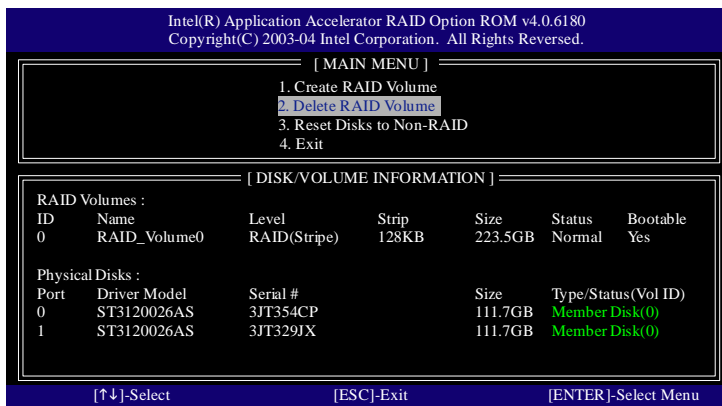 Intel(R) Application Accelerator RAID Option ROM v4.0.6180
Copyright(C) 2003-04 Intel Corporation. All Rights Reversed.
[ MAIN MENU ]
1. Create RAID Volume
2. Delete RAID Volume
3. Reset Disks to Non-RAID
4. Exit
[ DISK/VOLUME INFORMATION ]
RAID Volumes :
ID Name Level Strip Size Status Bootable
0 RAID_Volume0 RAID(Stripe) 128KB 223.5GB Normal Yes
Physical Disks :
Port Driver Model Serial # Size Type/Status(Vol ID)
0 ST3120026AS 3JT354CP 111.7GB Member Disk(0)
1 ST3120026AS 3JT329JX 111.7GB Member Disk(0)
[↑↓]-Select [ESC]-Exit [ENTER]-Select Menu